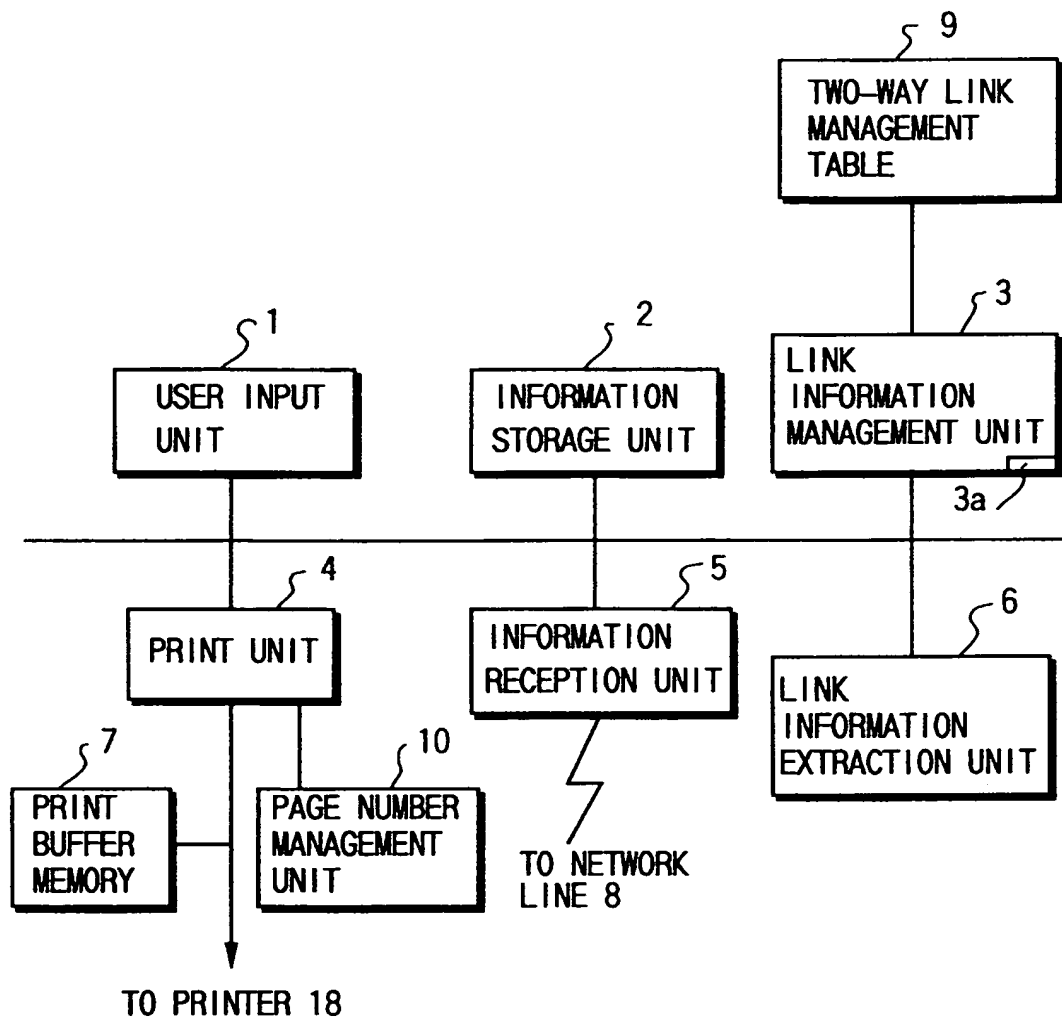 9
TWO-WAY LINK
MANAGEMENT
TABLE
1
USER INPUT
UNIT
2
INFORMATION
STORAGE UNIT
3
LINK
INFORMATION
MANAGEMENT UNIT
3a
4
PRINT UNIT
5
INFORMATION
RECEPTION UNIT
6
LINK
INFORMATION
EXTRACTION UNIT
7
PRINT
BUFFER
MEMORY
10
PAGE NUMBER
MANAGEMENT
UNIT
TO NETWORK
LINE 8
TO PRINTER 18